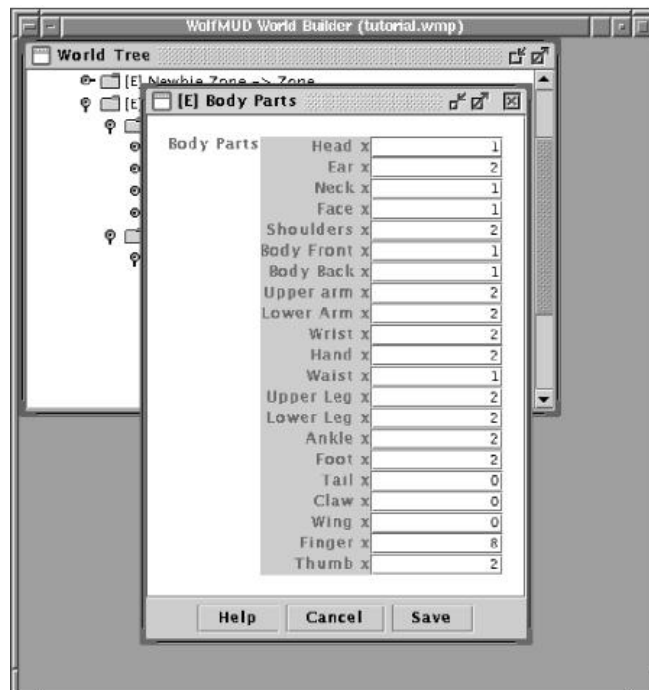 WolfMUD World Builder (tutorial.wmp)
World Tree
[E] Newbie Zone -> Zone
[E]
[E] Body Parts
Body Parts
Head x 1
Ear x 2
Neck x 1
Face x 1
Shoulders x 2
Body Front x 1
Body Back x 1
Upper arm x 2
Lower Arm x 2
Wrist x 2
Hand x 2
Waist x 1
Upper Leg x 2
Lower Leg x 2
Ankle x 2
Foot x 2
Tail x 0
Claw x 0
Wing x 0
Finger x 8
Thumb x 2
Help Cancel Save